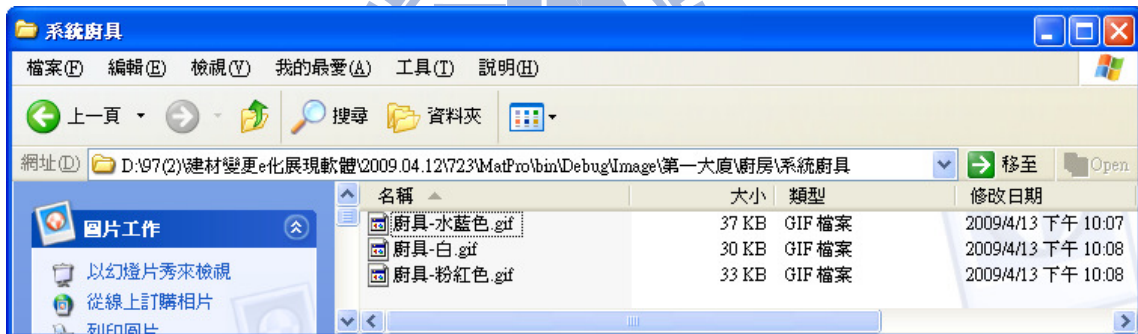 系統廚具
檔案(F) 編輯(E) 檢視(V) 我的最愛(A) 工具(T) 說明(H)
上一頁 搜尋 資料夾
網址(D) D:\97(2)\建材變更e化展現軟體\2009.04.12\723\MatPro\bin\Debug\Image\第一大廈\廚房\系統廚具 移至 Open
名稱 大小 類型 修改日期
圖片工作
以幻燈片秀來檢視
從線上訂購相片
列印圖片
廚具-水藍色.gif 37 KB GIF 檔案 2009/4/13 下午 10:07
廚具-白.gif 30 KB GIF 檔案 2009/4/13 下午 10:08
廚具-粉紅色.gif 33 KB GIF 檔案 2009/4/13 下午 10:08